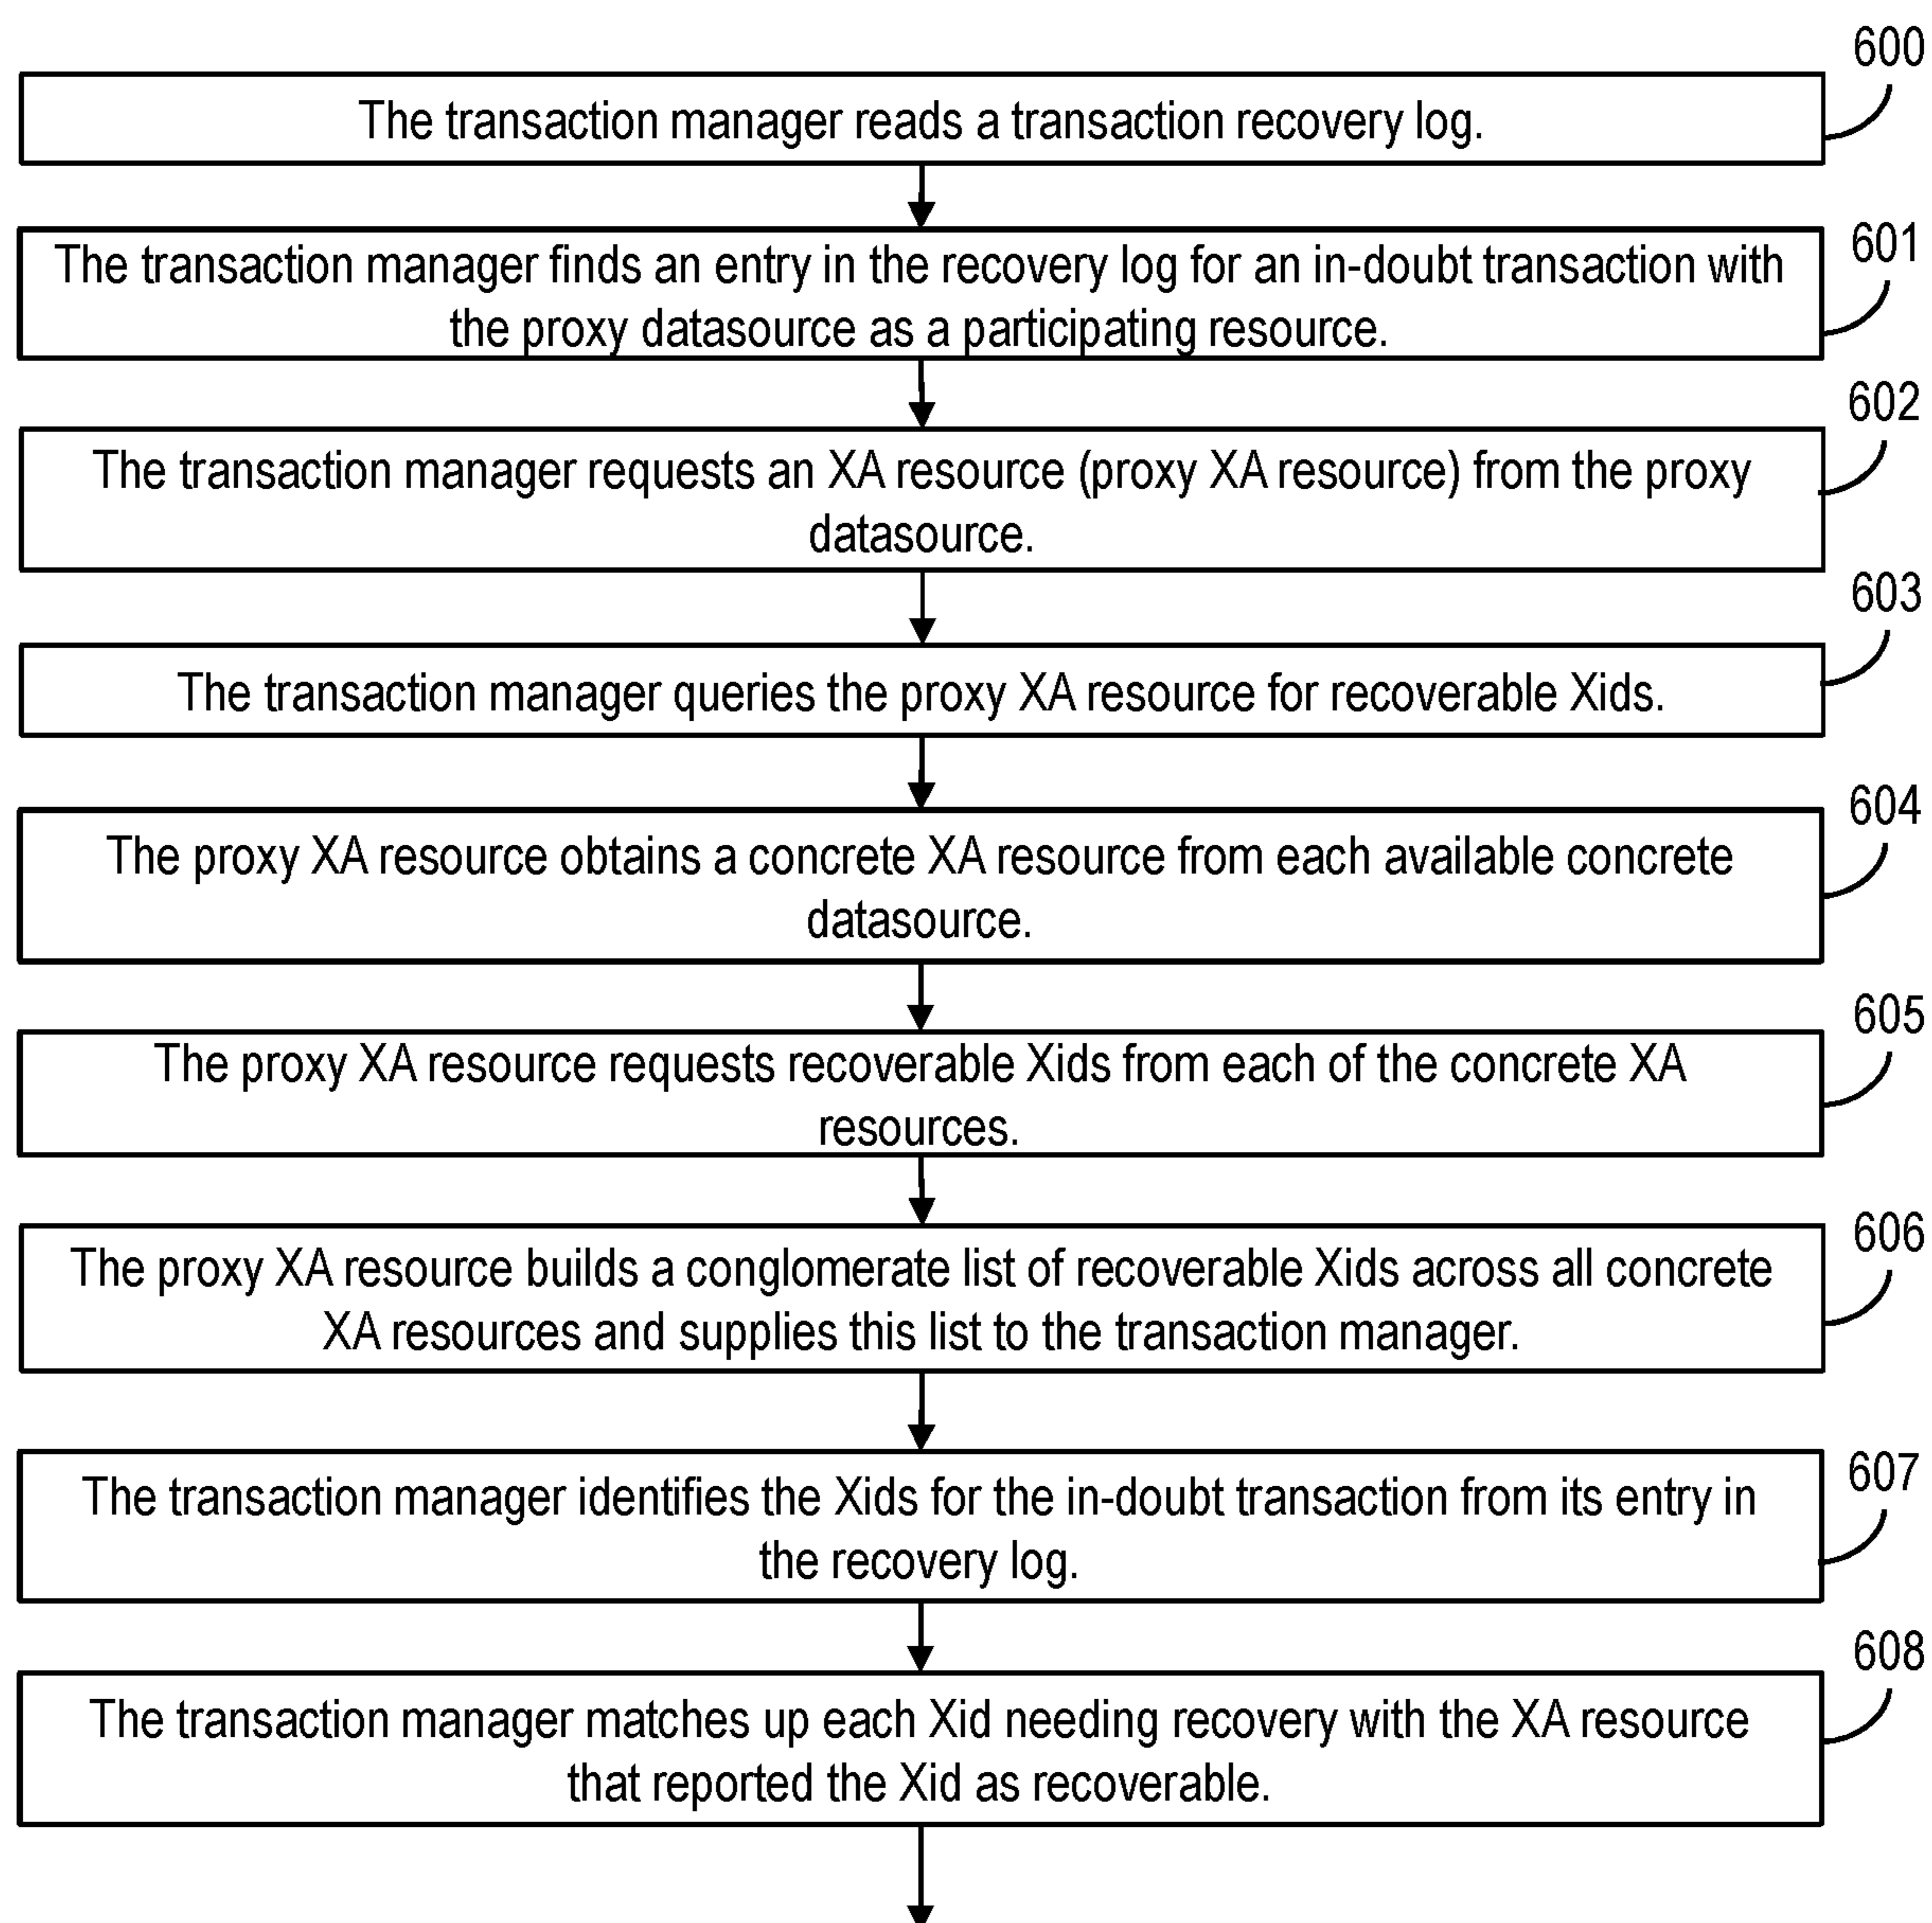 600
The transaction manager reads a transaction recovery log.
601
The transaction manager finds an entry in the recovery log for an in-doubt transaction with
the proxy datasource as a participating resource.
602
The transaction manager requests an XA resource (proxy XA resource) from the proxy
datasource.
603
The transaction manager queries the proxy XA resource for recoverable Xids.
604
The proxy XA resource obtains a concrete XA resource from each available concrete
datasource.
605
The proxy XA resource requests recoverable Xids from each of the concrete XA
resources.
606
The proxy XA resource builds a conglomerate list of recoverable Xids across all concrete
XA resources and supplies this list to the transaction manager.
607
The transaction manager identifies the Xids for the in-doubt transaction from its entry in
the recovery log.
608
The transaction manager matches up each Xid needing recovery with the XA resource
that reported the Xid as recoverable.